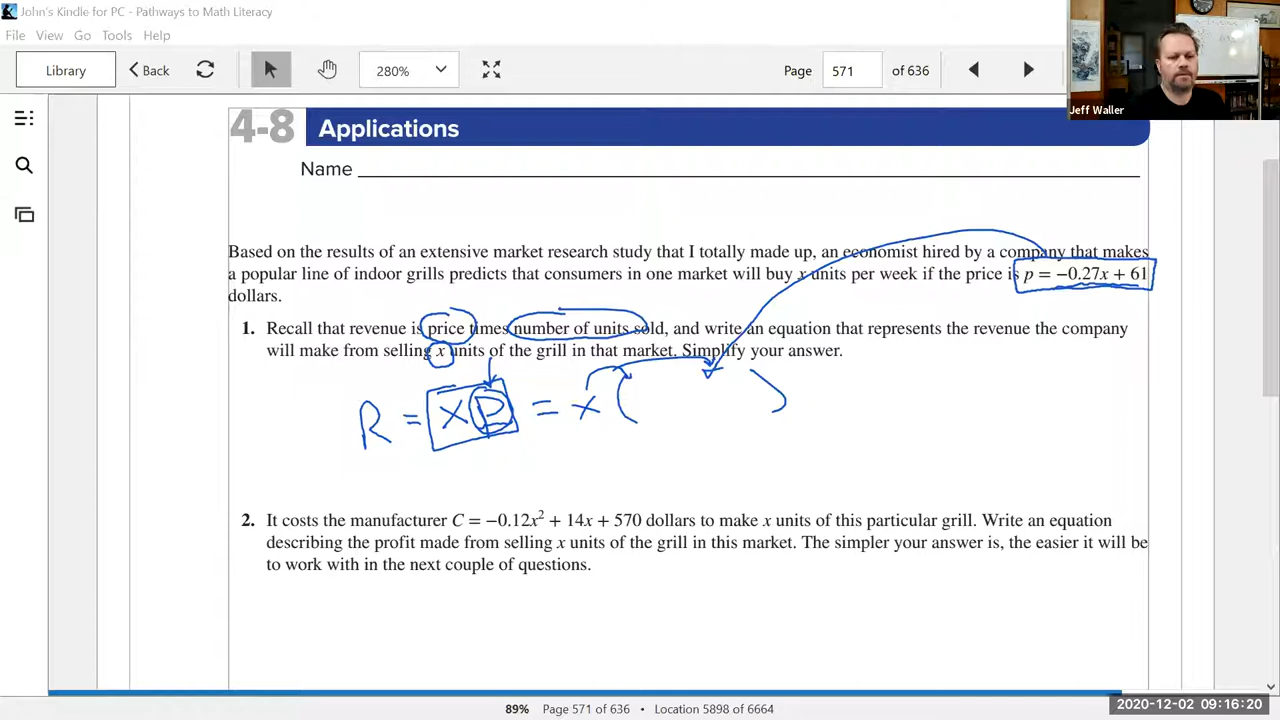 John's Kindle for PC - Pathways to Math Literacy
File View Go Tools Help
Library Back 280% Page 571 of 636
Jeff Waller
4-8 Applications
Name
Based on the results of an extensive market research study that I totally made up, an economist hired by a company that makes
a popular line of indoor grills predicts that consumers in one market will buy x units per week if the price is p = −0.27x + 61
dollars.
1. Recall that revenue is price times number of units sold, and write an equation that represents the revenue the company
will make from selling x units of the grill in that market. Simplify your answer.
R = XP = x ( )
2. It costs the manufacturer C = −0.12x² + 14x + 570 dollars to make x units of this particular grill. Write an equation
describing the profit made from selling x units of the grill in this market. The simpler your answer is, the easier it will be
to work with in the next couple of questions.
89% Page 571 of 636 • Location 5898 of 6664
2020-12-02 09:16:20